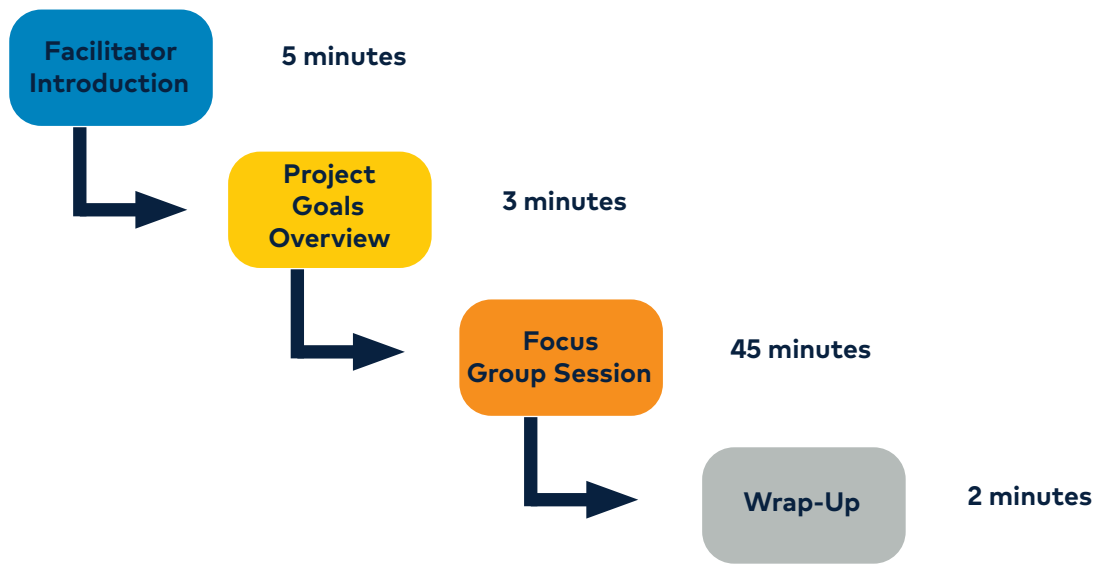 Facilitator
Introduction
5 minutes
Project
Goals
Overview
3 minutes
Focus
Group Session
45 minutes
Wrap-Up
2 minutes